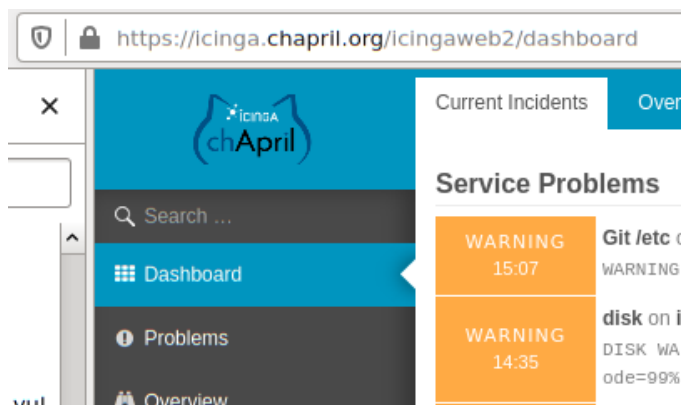 https://icinga.chapril.org/icingaweb2/dashboard
icinga
chApril
Search ...
Dashboard
Problems
Overview
Current Incidents
Over
Service Problems
WARNING
15:07
Git /etc
WARNING
WARNING
14:35
disk on i
DISK WA
ode=99%